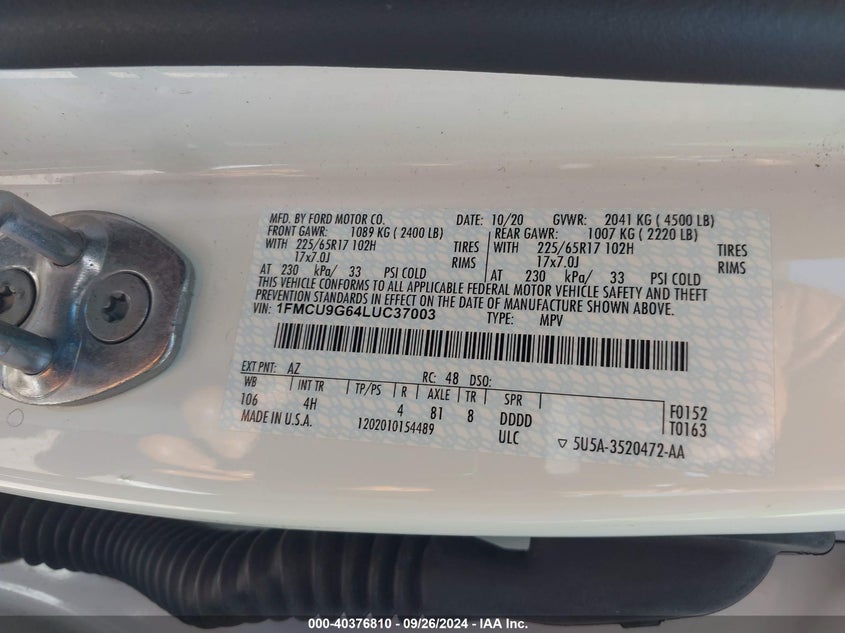 MFD. BY FORD MOTOR CO. DATE: 10/20 GVWR: 2041 KG ( 4500 LB)
FRONT GAWR: 1089 KG ( 2400 LB) REAR GAWR: 1007 KG ( 2220 LB)
WITH 225/65R17 102H TIRES WITH 225/65R17 102H TIRES
17x7.0J RIMS 17x7.0J RIMS
AT 230 kPa/ 33 PSI COLD AT 230 kPa/ 33 PSI COLD
THIS VEHICLE CONFORMS TO ALL APPLICABLE FEDERAL MOTOR VEHICLE SAFETY AND THEFT
PREVENTION STANDARDS IN EFFECT ON THE DATE OF MANUFACTURE SHOWN ABOVE.
VIN: 1FMCU9G64LUC37003 TYPE: MPV
EXT PNT: AZ RC: 48 DSO:
WB INT TR TP/PS R AXLE TR SPR
106 4H 4 81 8 DDDD F0152
MADE IN U.S.A. 1202010154489 ULC T0163
▽ 5U5A-3520472-AA
000-40376810 - 09/26/2024 - IAA Inc.